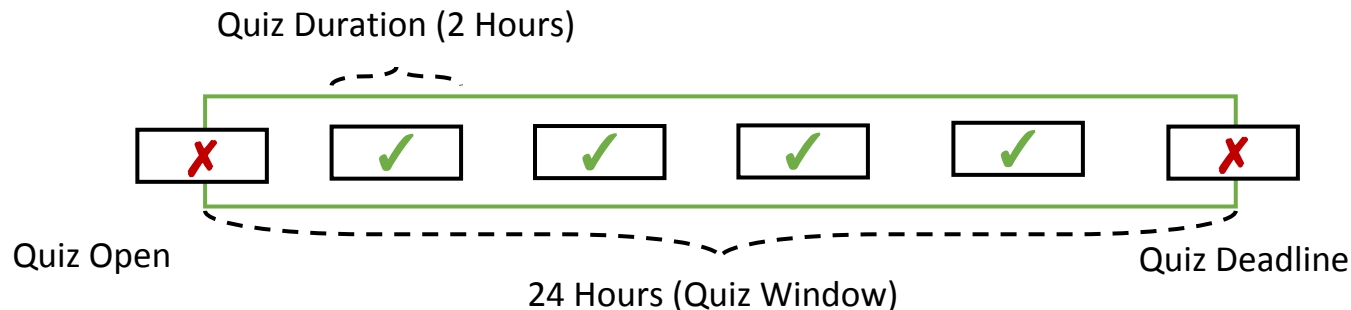 Quiz Duration (2 Hours)
✗ ✓ ✓ ✓ ✓ ✗
Quiz Open
Quiz Deadline
24 Hours (Quiz Window)